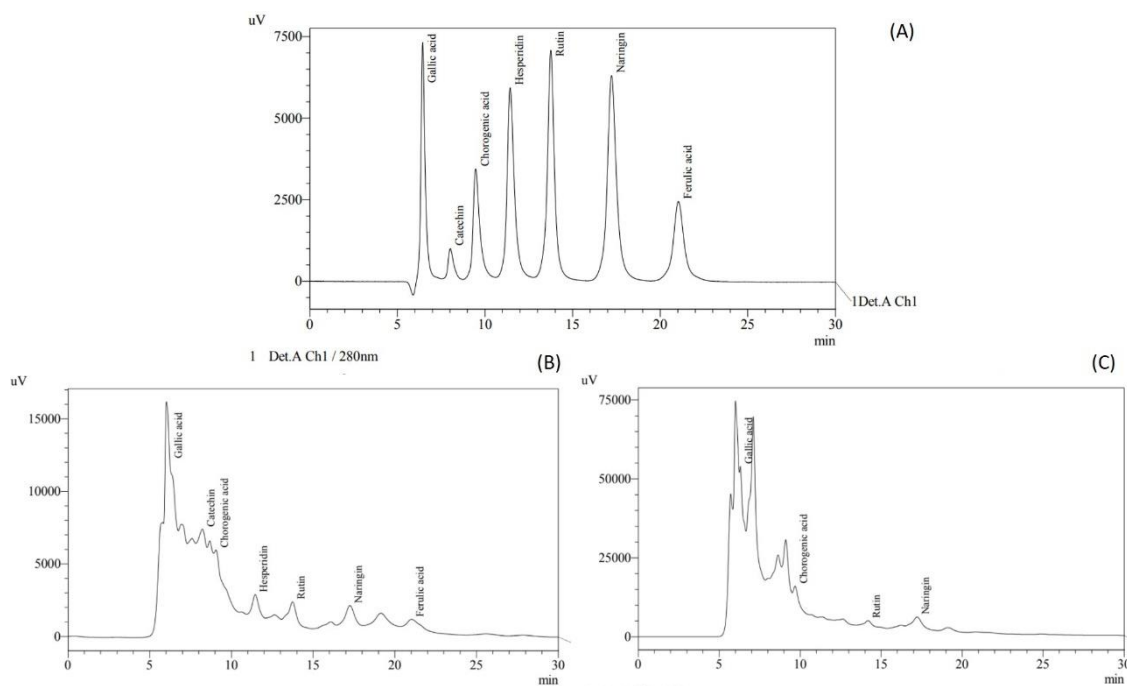 uV
(A)
7500
5000
2500
0
Gallic acid
Catechin
Chorogenic acid
Hesperidin
Rutin
Naringin
Ferulic acid
1Det.A Ch1
0 5 10 15 20 25 30
min
1 Det.A Ch1 / 280nm
(B)
uV
15000
10000
5000
0
Gallic acid
Catechin
Chorogenic acid
Hesperidin
Rutin
Naringin
Ferulic acid
0 5 10 15 20 25 30
min
(C)
uV
75000
50000
25000
0
Gallic acid
Chorogenic acid
Rutin
Naringin
0 5 10 15 20 25 30
min